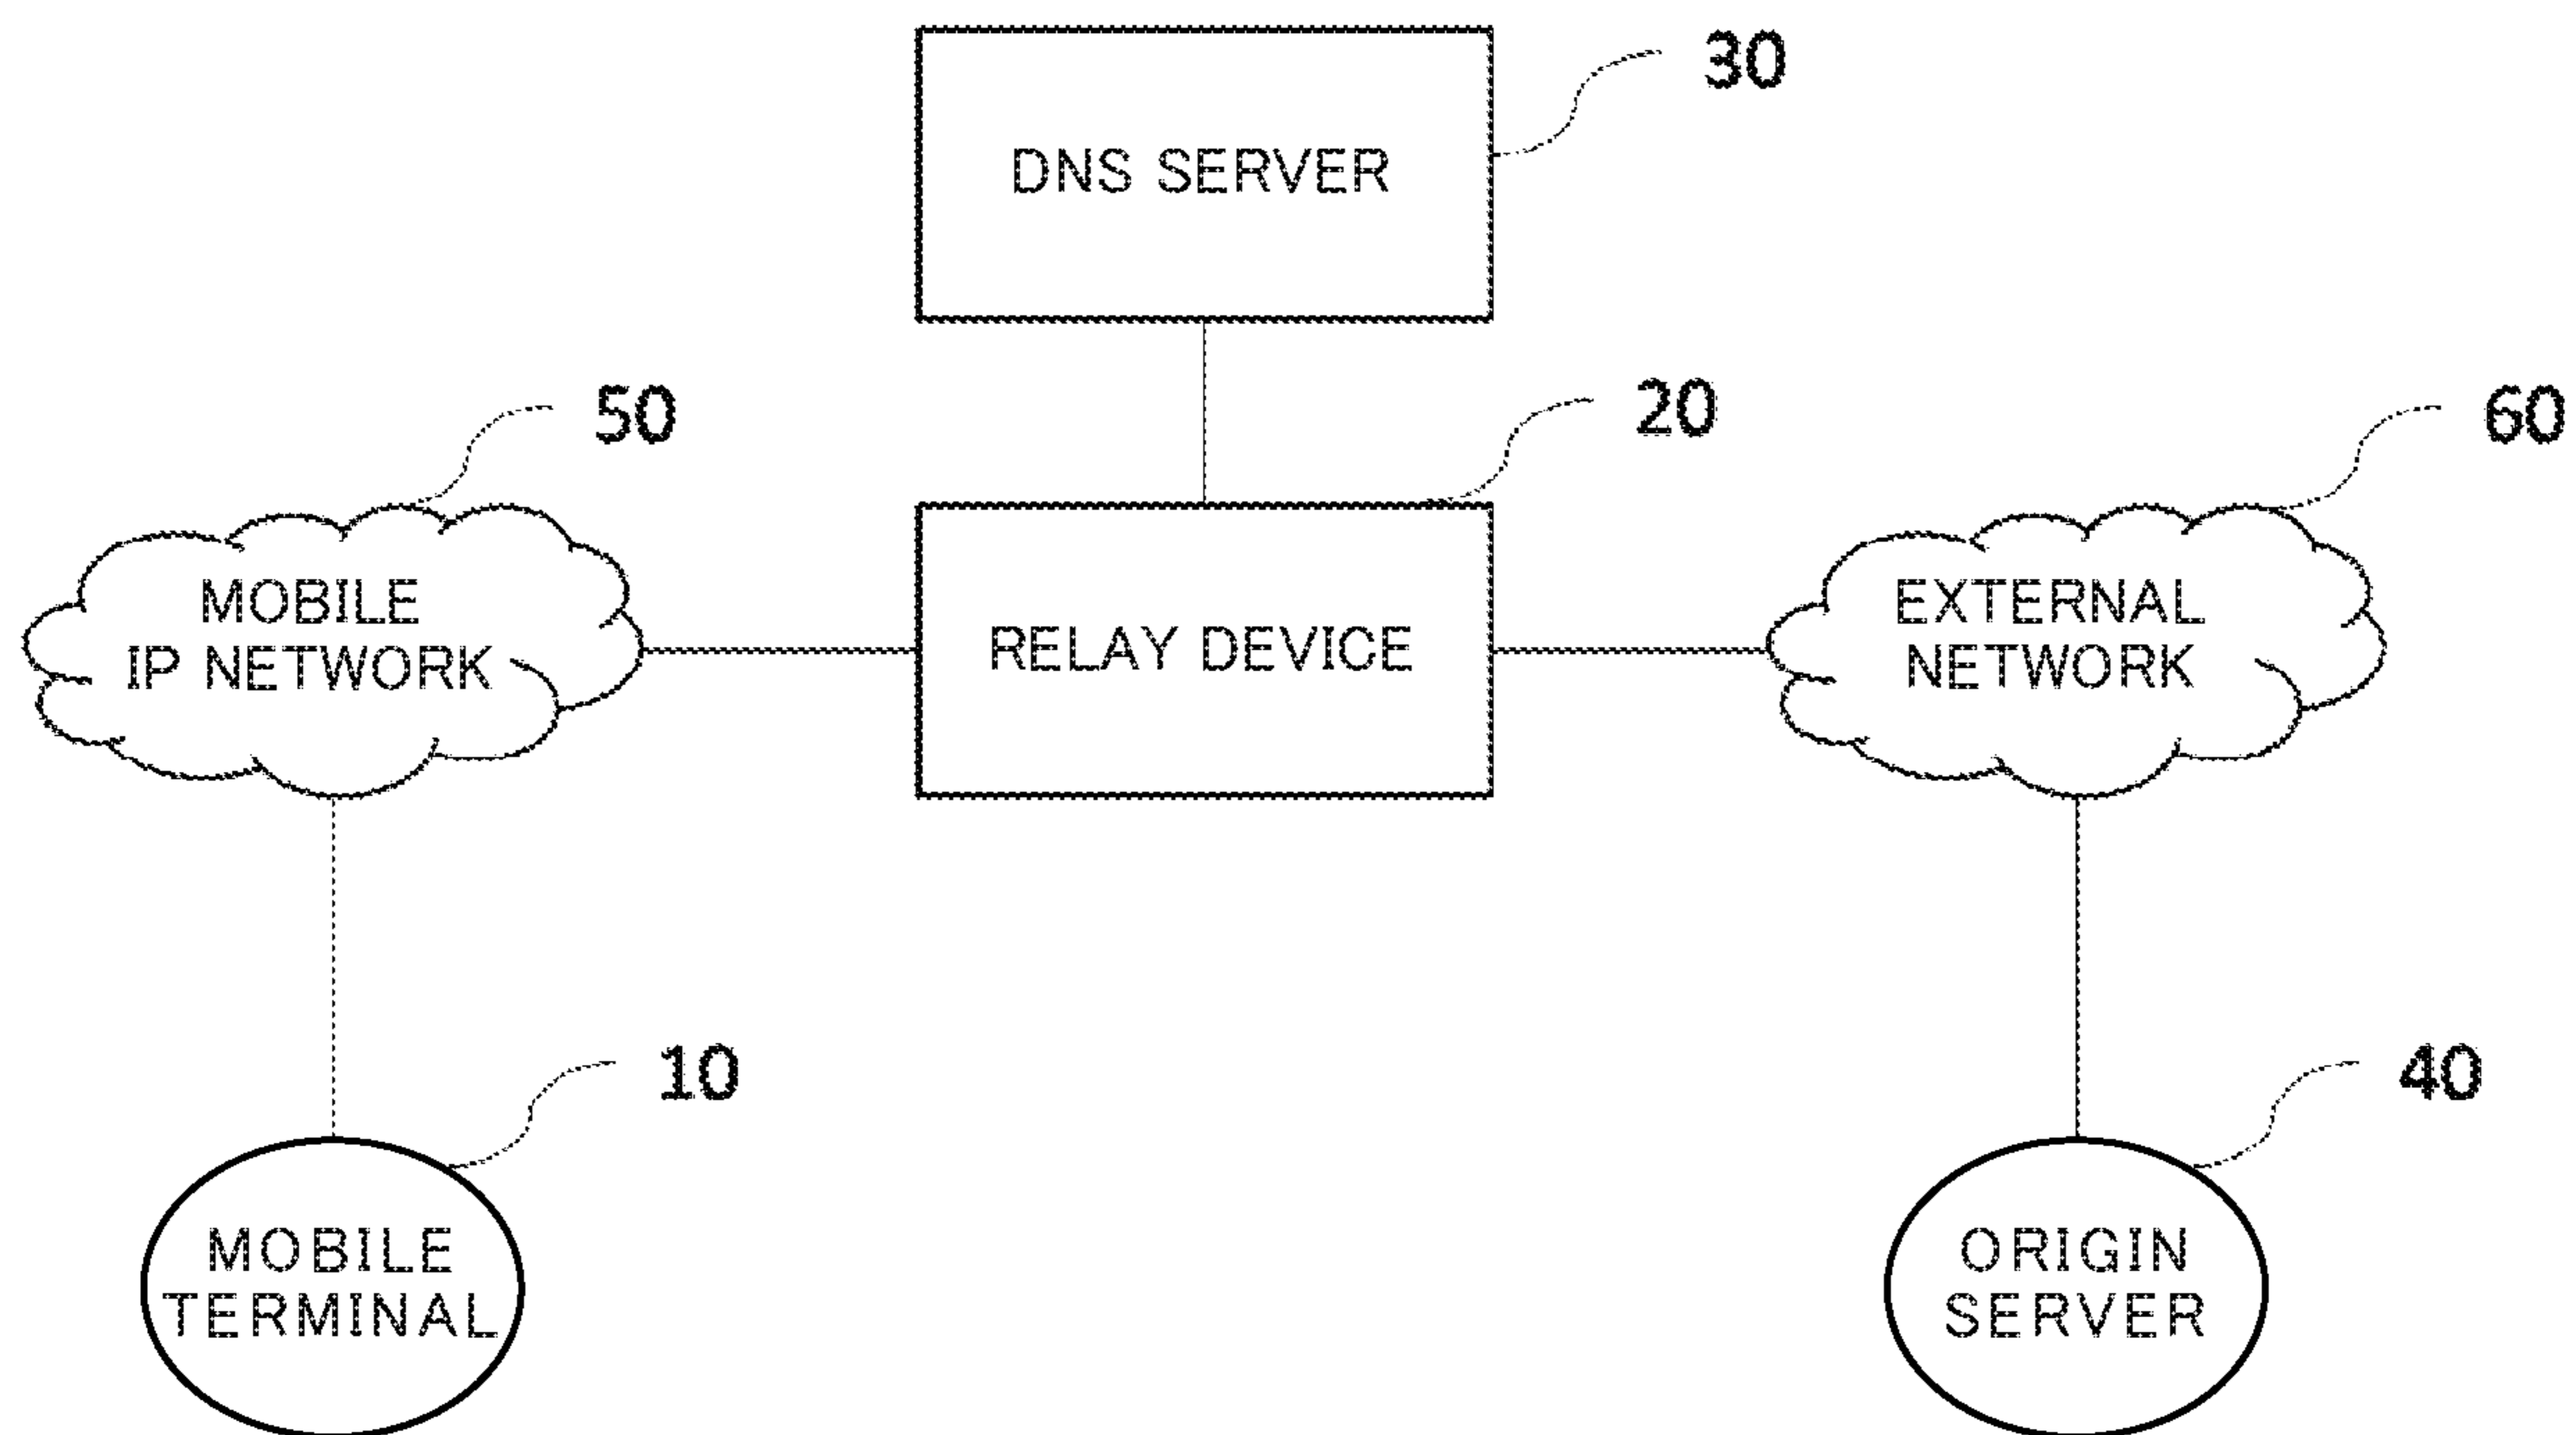 30
DNS SERVER
50
20
60
MOBILE
IP NETWORK
RELAY DEVICE
EXTERNAL
NETWORK
10
40
MOBILE
TERMINAL
ORIGIN
SERVER